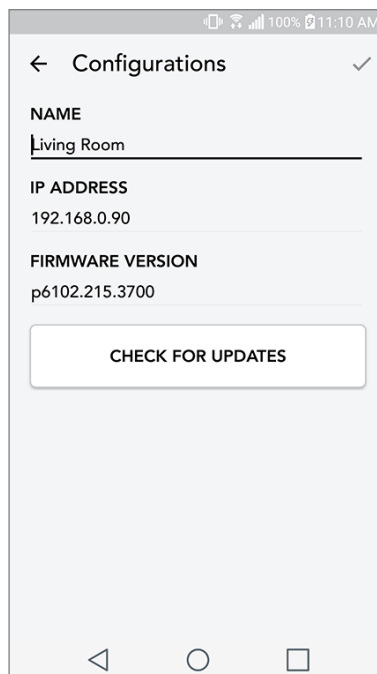 100% 11:10 AM
Configurations
NAME
Living Room
IP ADDRESS
192.168.0.90
FIRMWARE VERSION
p6102.215.3700
CHECK FOR UPDATES